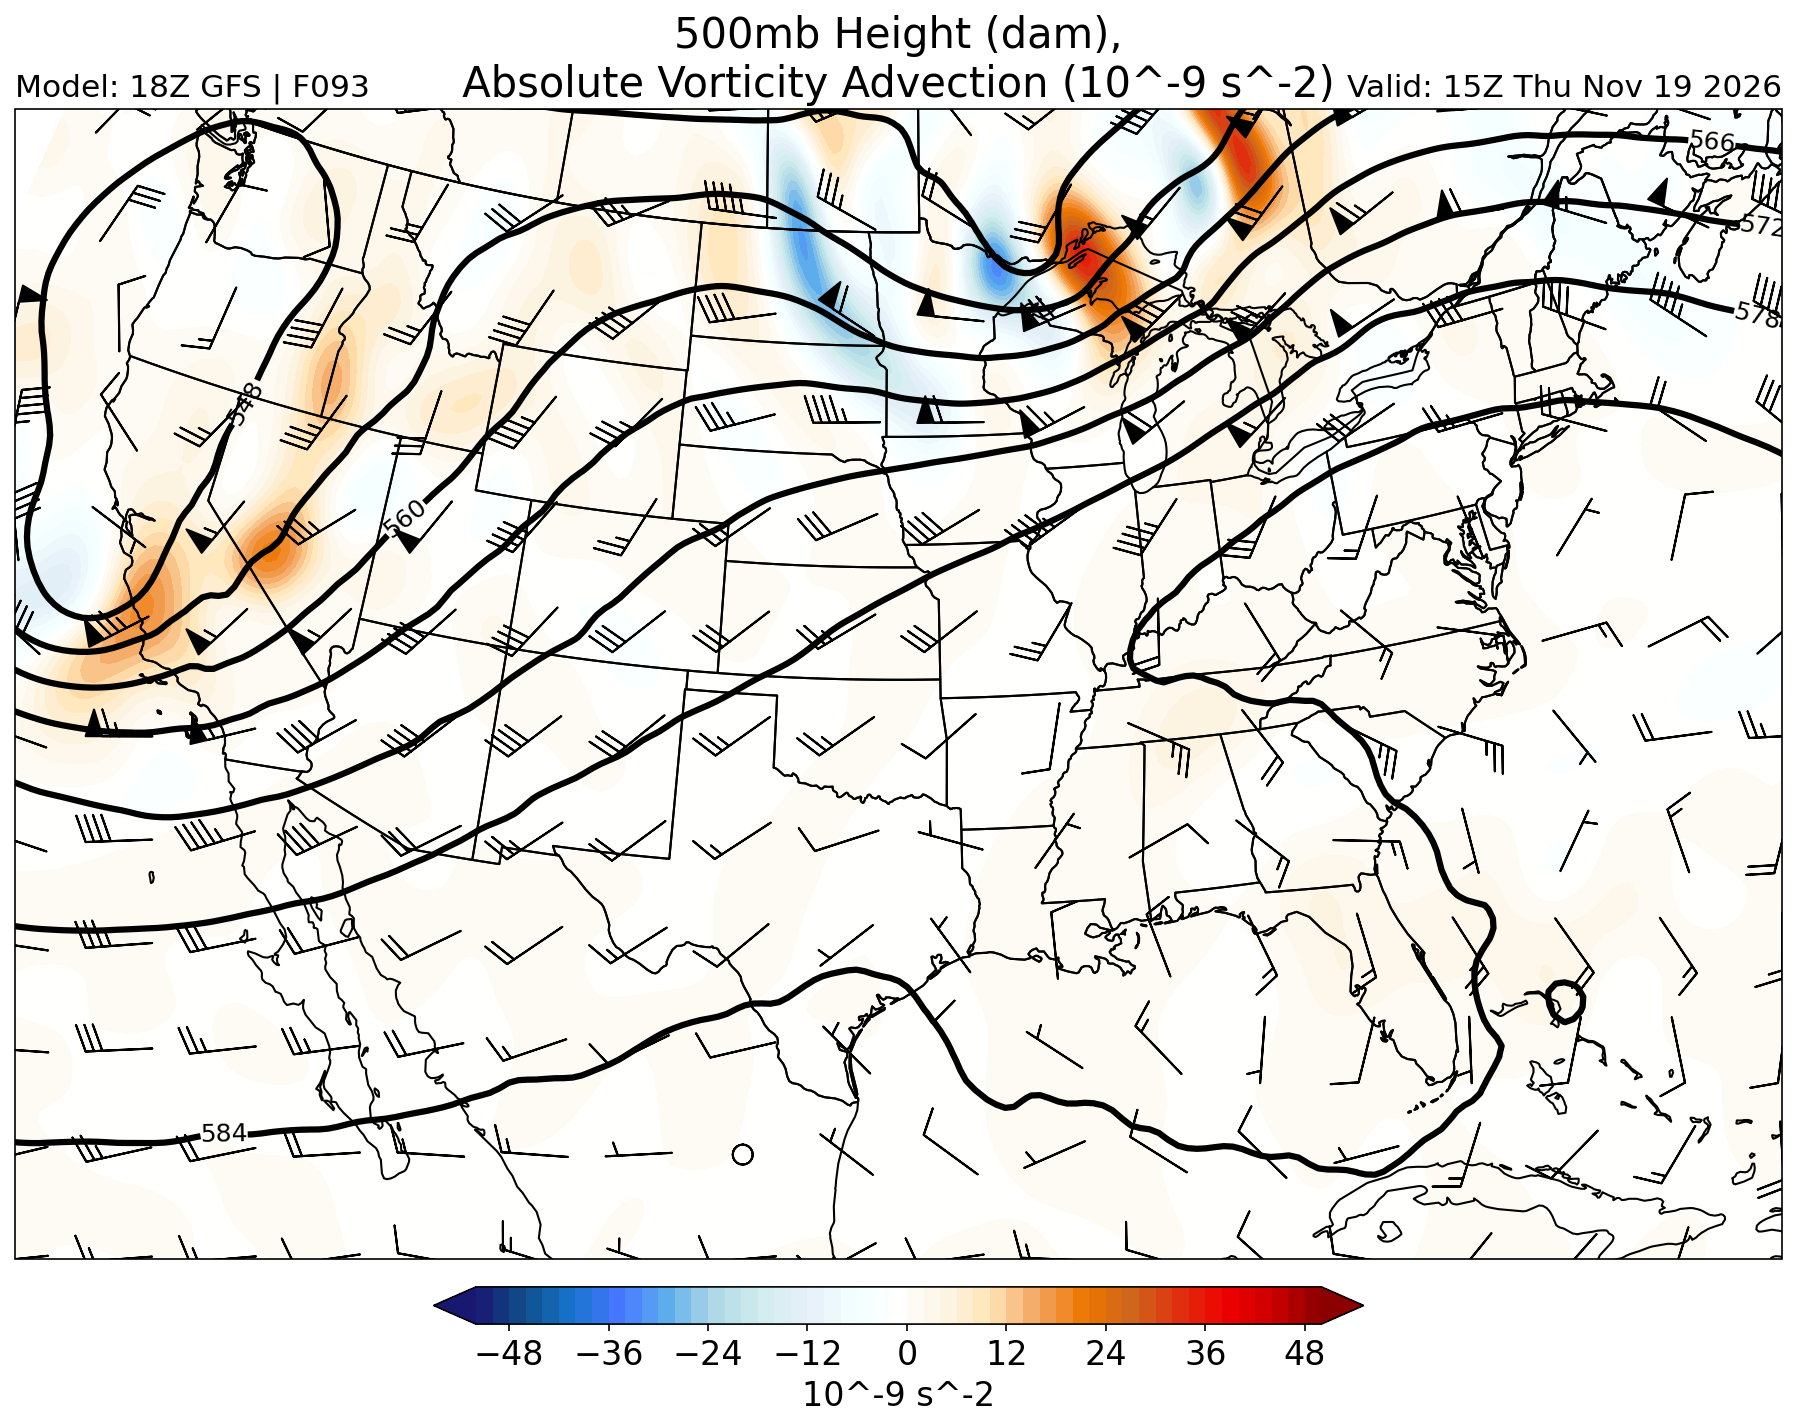 500mb Height (dam),
Model: 18Z GFS | F093
Absolute Vorticity Advection (10^-9 s^-2)
Valid: 15Z Thu Nov 19 2026
566
572
578
548
560
584
−48 −36 −24 −12 0 12 24 36 48
10^-9 s^-2